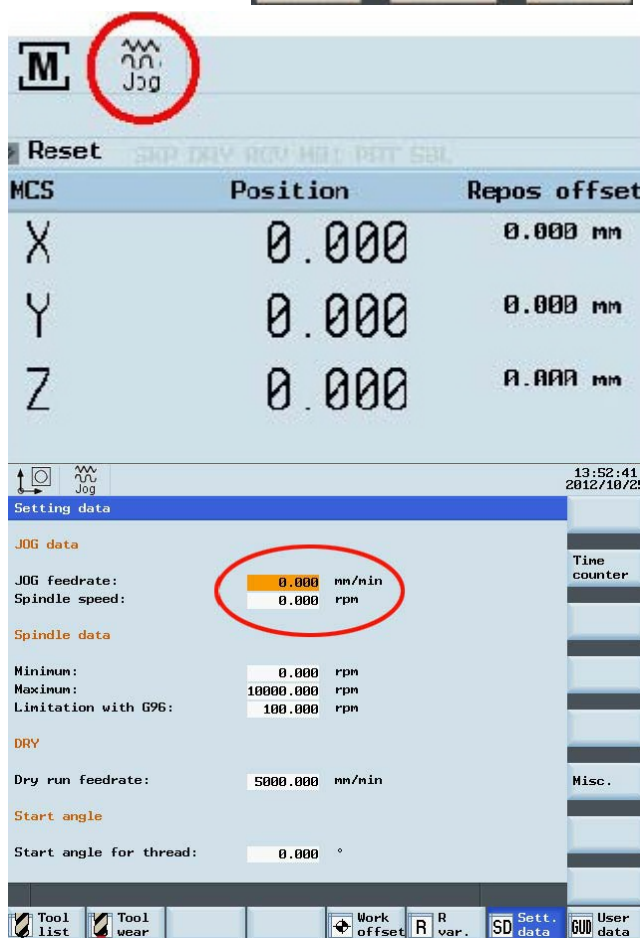 M
Jog
Reset SKP DRY ROV M01 PRT SBL
MCS Position Repos offset
X 0.000 0.000 mm
Y 0.000 0.000 mm
Z 0.000 0.000 mm
Jog
13:52:41
2012/10/25
Setting data
JOG data
Time
counter
JOG feedrate: 0.000 mm/min
Spindle speed: 0.000 rpm
Spindle data
Minimum: 0.000 rpm
Maximum: 10000.000 rpm
Limitation with G96: 100.000 rpm
DRY
Dry run feedrate: 5000.000 mm/min
Misc.
Start angle
Start angle for thread: 0.000 °
Tool list
Tool wear
Work offset
R R var.
SD Sett. data
GUD User data